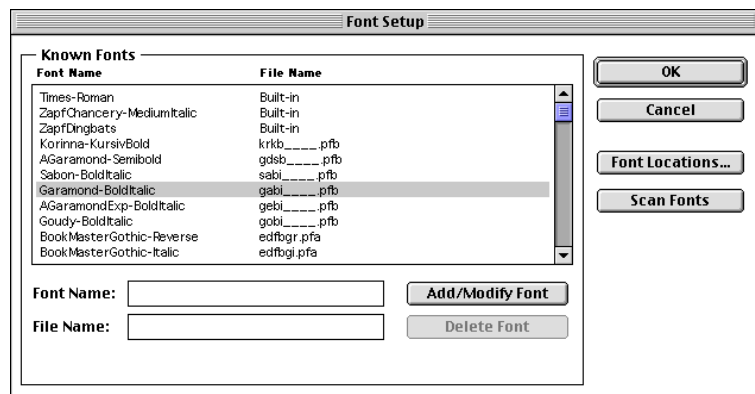 Font Setup
Known Fonts
Font Name File Name
Times-Roman Built-in
ZapfChancery-MediumItalic Built-in
ZapfDingbats Built-in
Korinna-KursivBold krkb____.pfb
AGaramond-Semibold gdsb____.pfb
Sabon-BoldItalic sabi____.pfb
Garamond-BoldItalic gabi____.pfb
AGaramondExp-BoldItalic gebi____.pfb
Goudy-BoldItalic gobi____.pfb
BookMasterGothic-Reverse edfbgr.pfa
BookMasterGothic-Italic edfbgi.pfa
Font Name: Add/Modify Font
File Name: Delete Font
OK
Cancel
Font Locations...
Scan Fonts